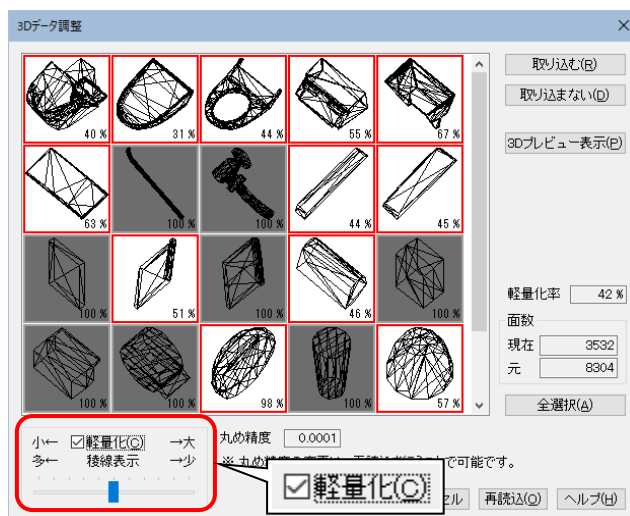 3Dデータ調整
40 %
31 %
44 %
55 %
67 %
取り込む(R)
取り込まない(D)
3Dプレビュー表示(P)
63 %
100 %
100 %
44 %
45 %
100 %
51 %
100 %
46 %
100 %
軽量化率 42 %
面数
現在 3532
元 8304
100 %
100 %
98 %
100 %
57 %
全選択(A)
小← 軽量化(C) →大
多← 稜線表示 →少
丸め精度 0.0001
※ 丸め精度の変更は、再読込を行うことで可能です。
軽量化(C)
セル
再読込(O)
ヘルプ(H)